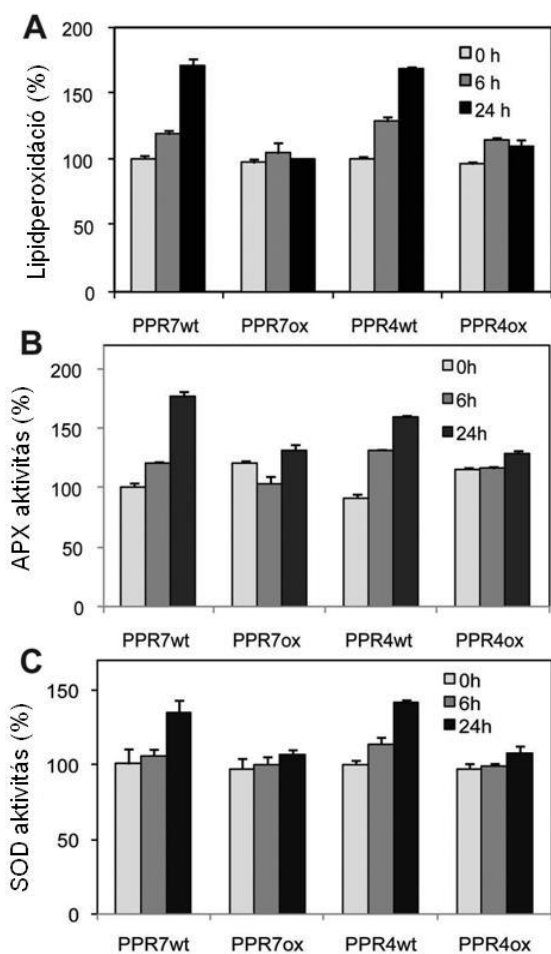 A
Lipidperoxidáció (%)
200
150
100
50
0
0 h
6 h
24 h
PPR7wt PPR7ox PPR4wt PPR4ox
B
APX aktivitás (%)
200
150
100
50
0
0h
6h
24h
PPR7wt PPR7ox PPR4wt PPR4ox
C
SOD aktivitás (%)
150
100
50
0
0h
6h
24h
PPR7wt PPR7ox PPR4wt PPR4ox